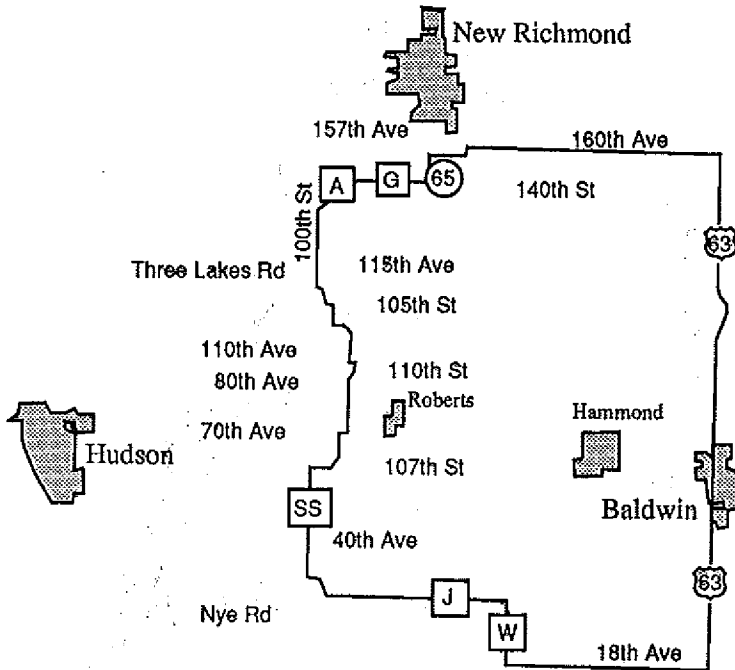 New Richmond
157th Ave
160th Ave
A
G
65
140th St
100th St
63
Three Lakes Rd
115th Ave
105th St
110th Ave
110th St
80th Ave
Roberts
Hammond
70th Ave
Hudson
107th St
SS
Baldwin
40th Ave
63
J
Nye Rd
W
18th Ave